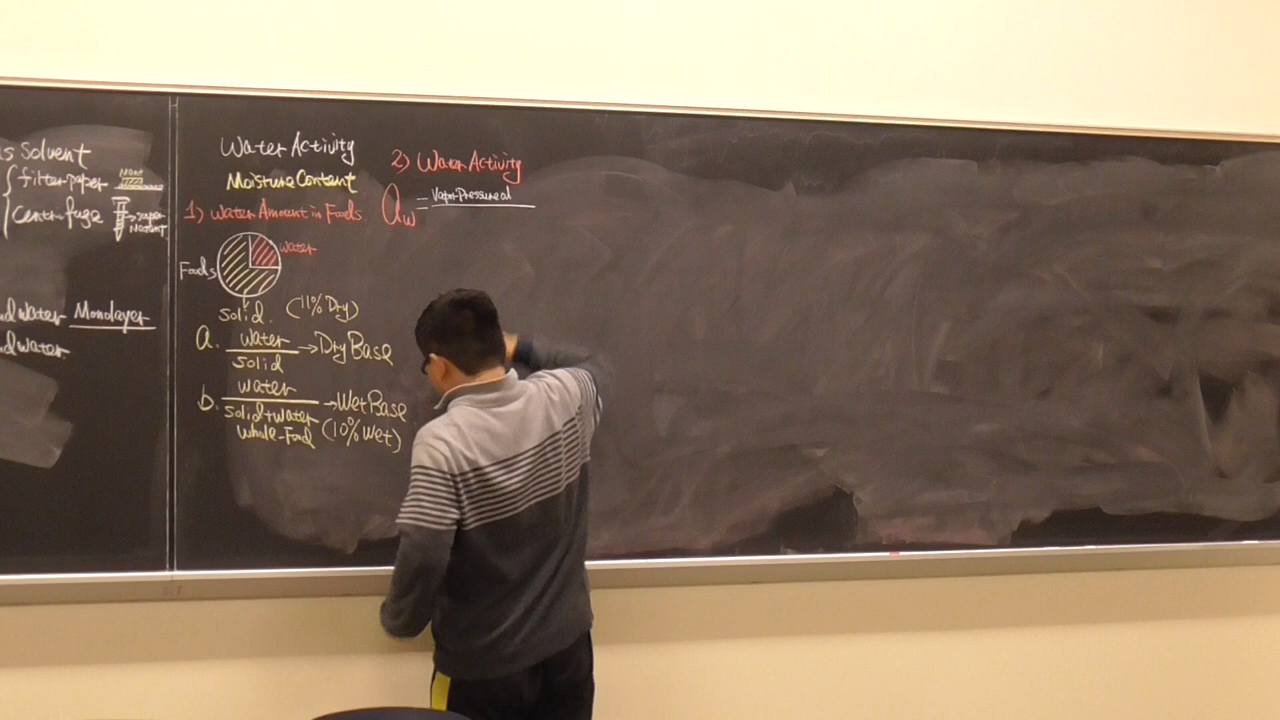 s Solvent
filter-paper
Centrifuge
super
Natant
d water Monolayer
d water
Water Activity
Moisture Content
1) Water Amount in Foods
Water
Foods
Solid. (11% Dry)
a. water
solid
→ Dry Base
b. water
solid+water
whole-Food
→ Wet Base
(10% Wet)
2) Water Activity
aw = Vapor Pressure of